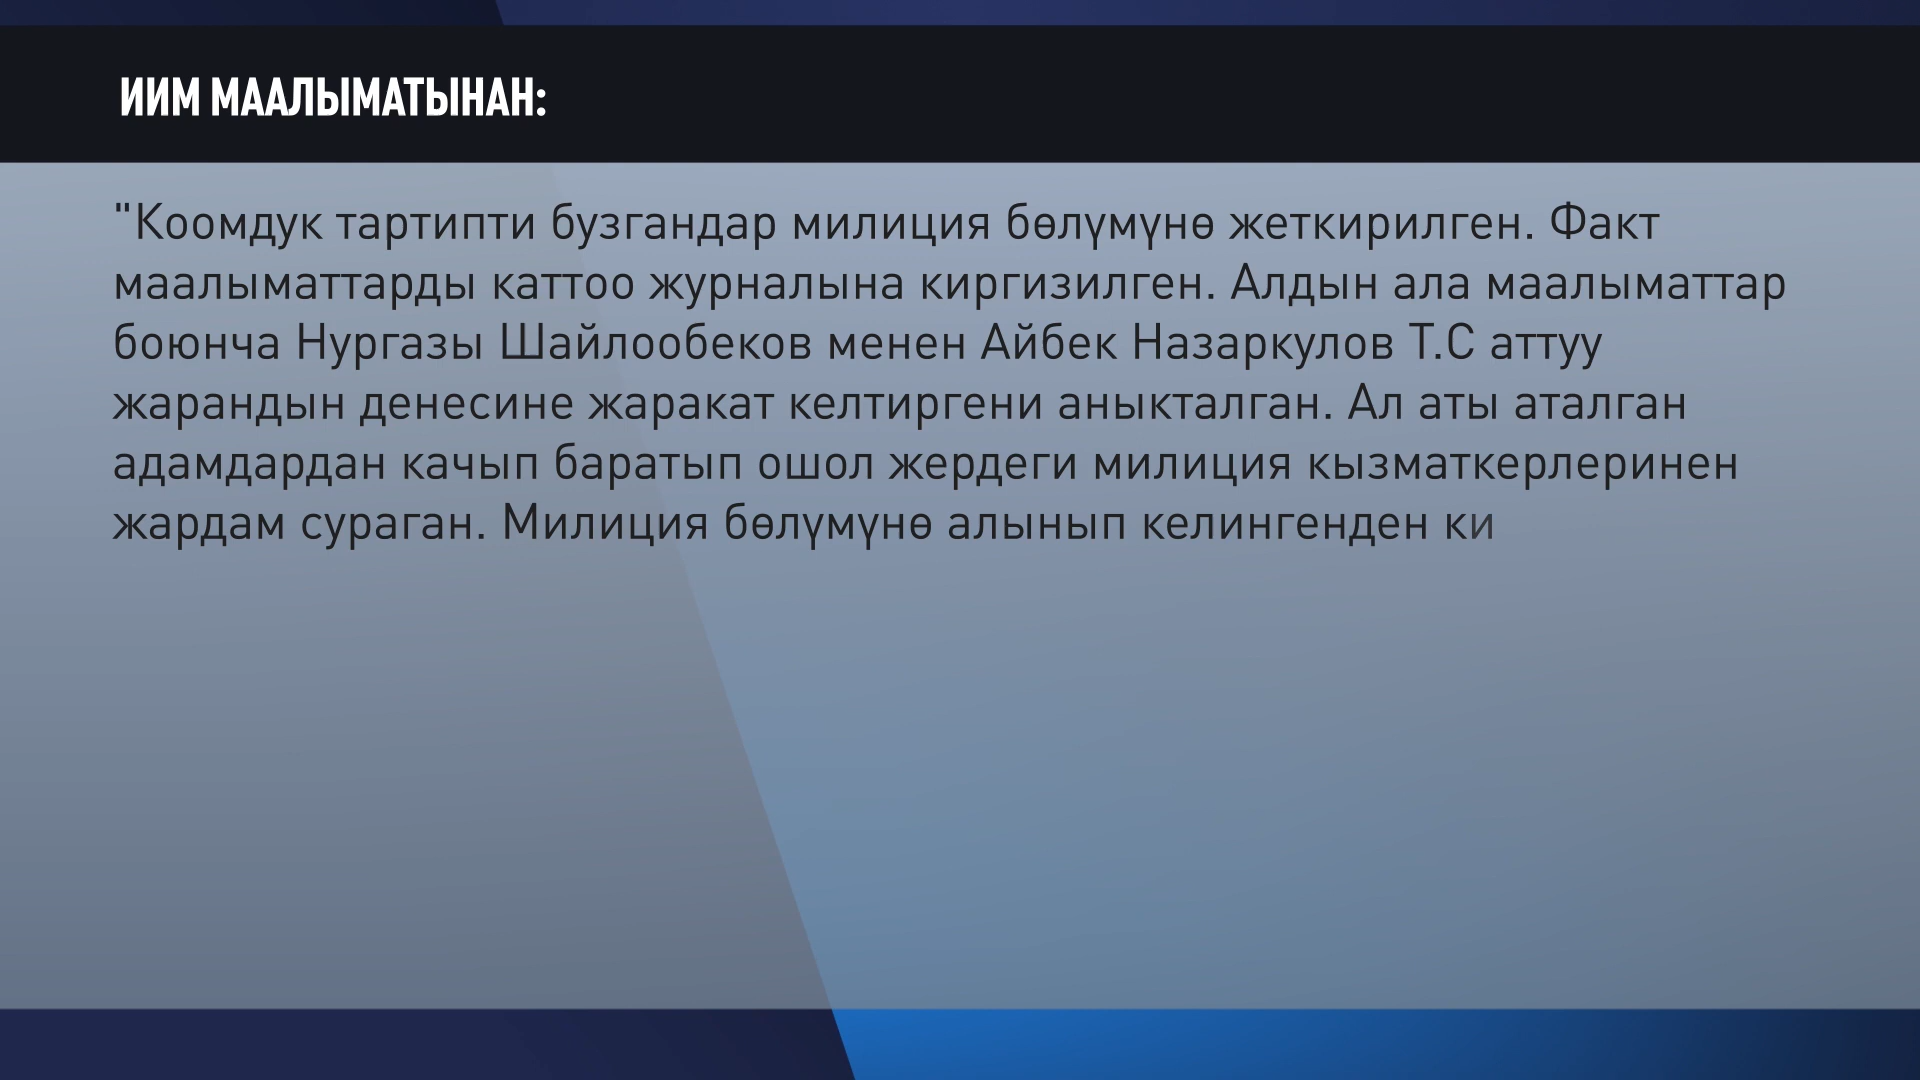 ИИМ МААЛЫМАТЫНАН:
"Коомдук тартипти бузгандар милиция бөлүмүнө жеткирилген. Факт
маалыматтарды каттоо журналына киргизилген. Алдын ала маалыматтар
боюнча Нургазы Шайлообеков менен Айбек Назаркулов Т.С аттуу
жарандын денесине жаракат келтиргени аныкталган. Ал аты аталган
адамдардан качып баратып ошол жердеги милиция кызматкерлеринен
жардам сураган. Милиция бөлүмүнө алынып келингенден ки